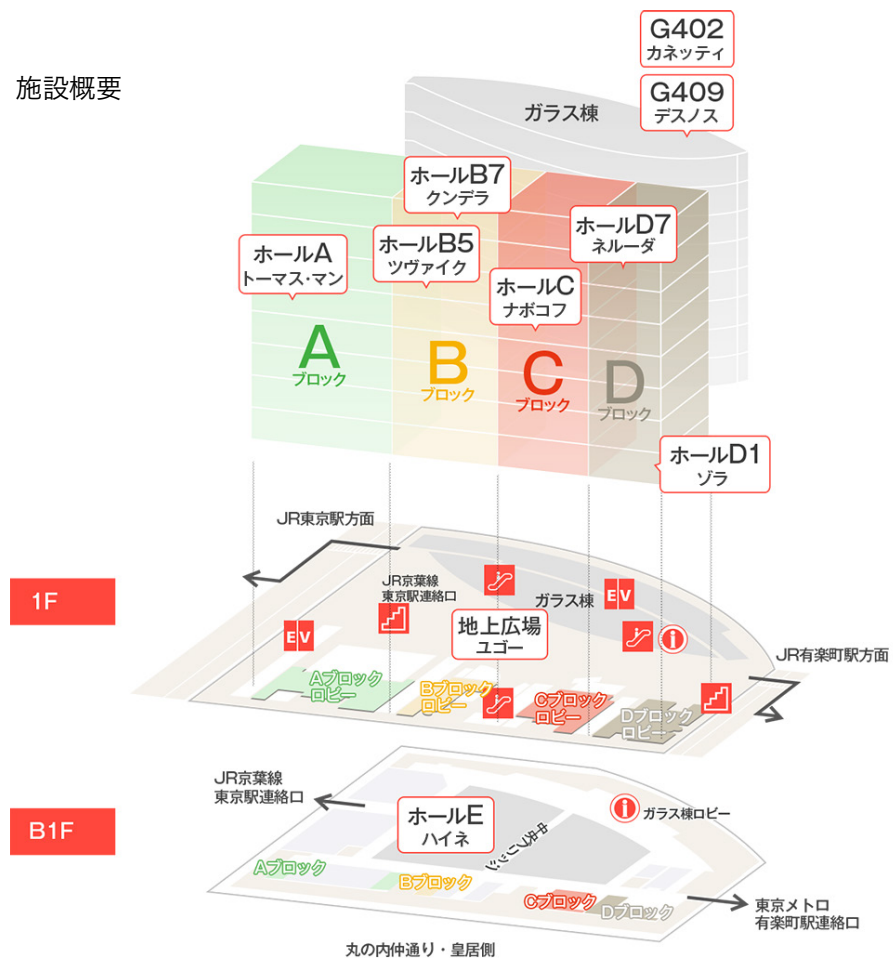 施設概要
G402
カネッティ
G409
デスノス
ガラス棟
ホールB7
クンデラ
ホールD7
ネルーダ
ホールA
トーマス・マン
ホールB5
ツヴァイク
ホールC
ナボコフ
A
ブロック
B
ブロック
C
ブロック
D
ブロック
ホールD1
ゾラ
JR東京駅方面
1F
JR京葉線
東京駅連絡口
ガラス棟
EV
地上広場
ユゴー
EV
i
JR有楽町駅方面
Aブロック
ロビー
Bブロック
ロビー
Cブロック
ロビー
Dブロック
ロビー
JR京葉線
東京駅連絡口
B1F
ホールE
ハイネ
中央ブリッジ
i
ガラス棟ロビー
Aブロック
Bブロック
Cブロック
Dブロック
東京メトロ
有楽町駅連絡口
丸の内仲通り・皇居側